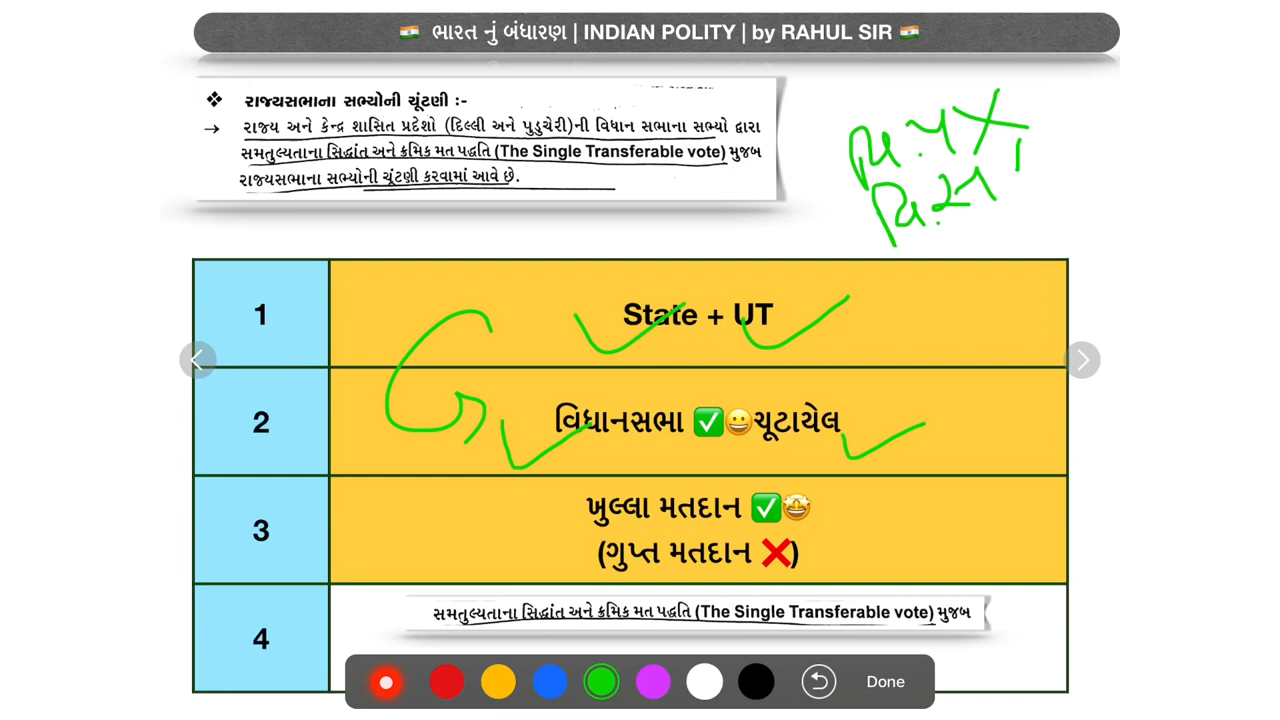 🇮🇳 ભારત નું બંધારણ | INDIAN POLITY | by RAHUL SIR 🇮🇳
❖ રાજ્યસભાના સભ્યોની ચૂંટણી :-
→ રાજ્ય અને કેન્દ્ર શાસિત પ્રદેશો (દિલ્લી અને પુડુચેરી)ની વિધાન સભાના સભ્યો દ્વારા
સમતુલ્યતાના સિદ્ધાંત અને ક્રમિક મત પદ્ધતિ (The Single Transferable vote) મુજબ
રાજ્યસભાના સભ્યોની ચૂંટણી કરવામાં આવે છે.
1
State + UT
2
વિધાનસભા ✅😀ચૂટાયેલ
3
ખુલ્લા મતદાન ✅🤩
(ગુપ્ત મતદાન ❌)
4
સમતુલ્યતાના સિદ્ધાંત અને ક્રમિક મત પદ્ધતિ (The Single Transferable vote) મુજબ
Done